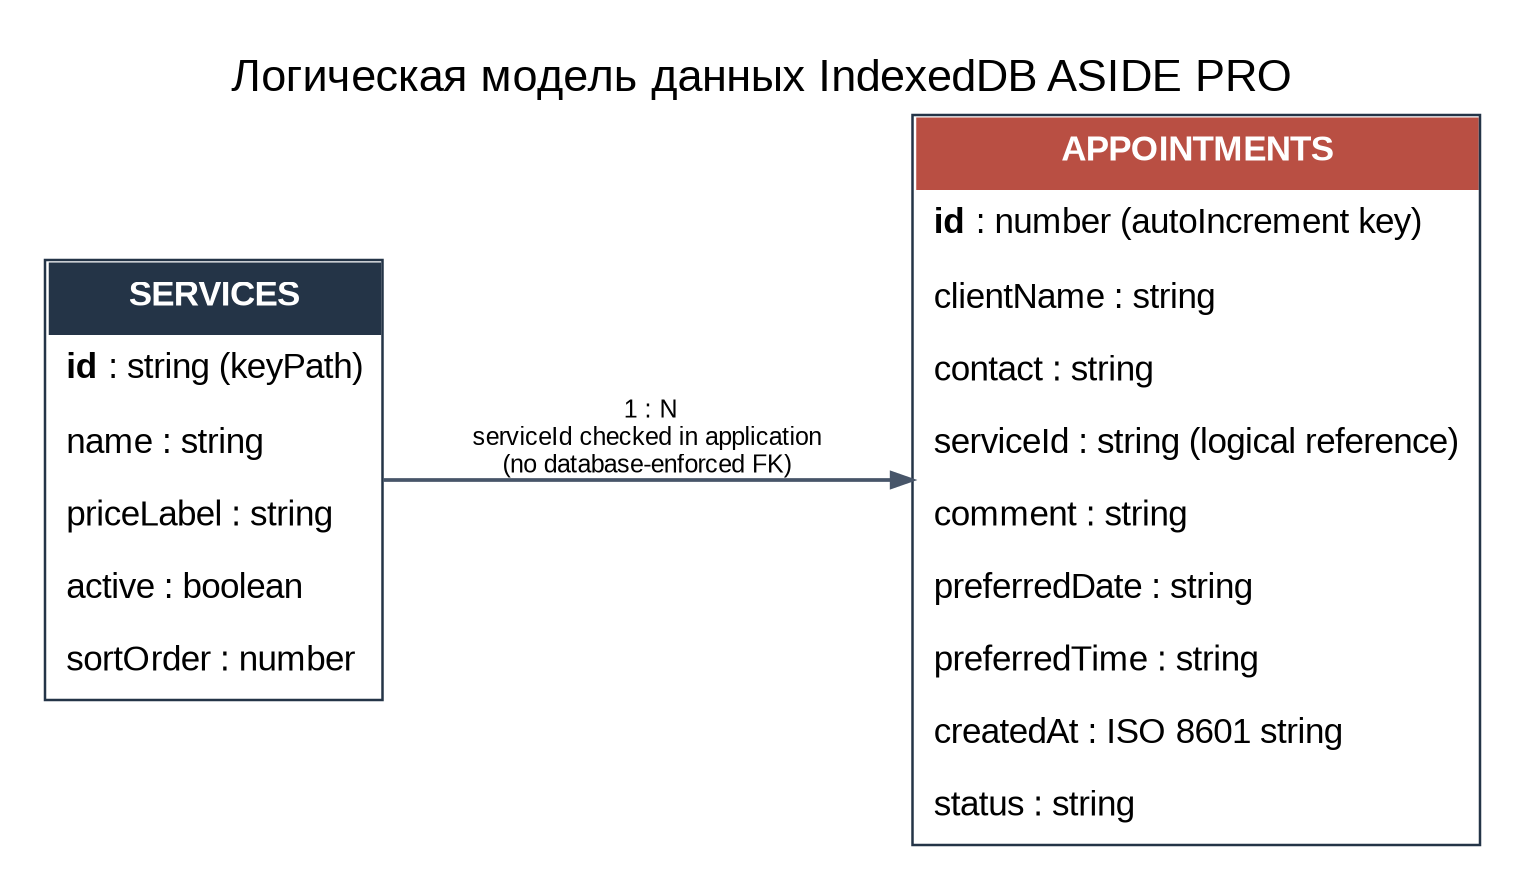 Логическая модель данных IndexedDB ASIDE PRO
SERVICES
id : string (keyPath)
name : string
priceLabel : string
active : boolean
sortOrder : number
1 : N
serviceId checked in application
(no database-enforced FK)
APPOINTMENTS
id : number (autoIncrement key)
clientName : string
contact : string
serviceId : string (logical reference)
comment : string
preferredDate : string
preferredTime : string
createdAt : ISO 8601 string
status : string